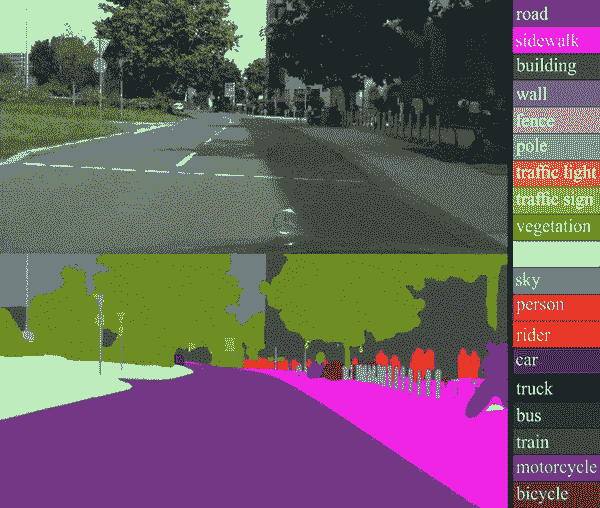 road
sidewalk
building
wall
fence
pole
traffic light
traffic sign
vegetation
sky
person
rider
car
truck
bus
train
motorcycle
bicycle